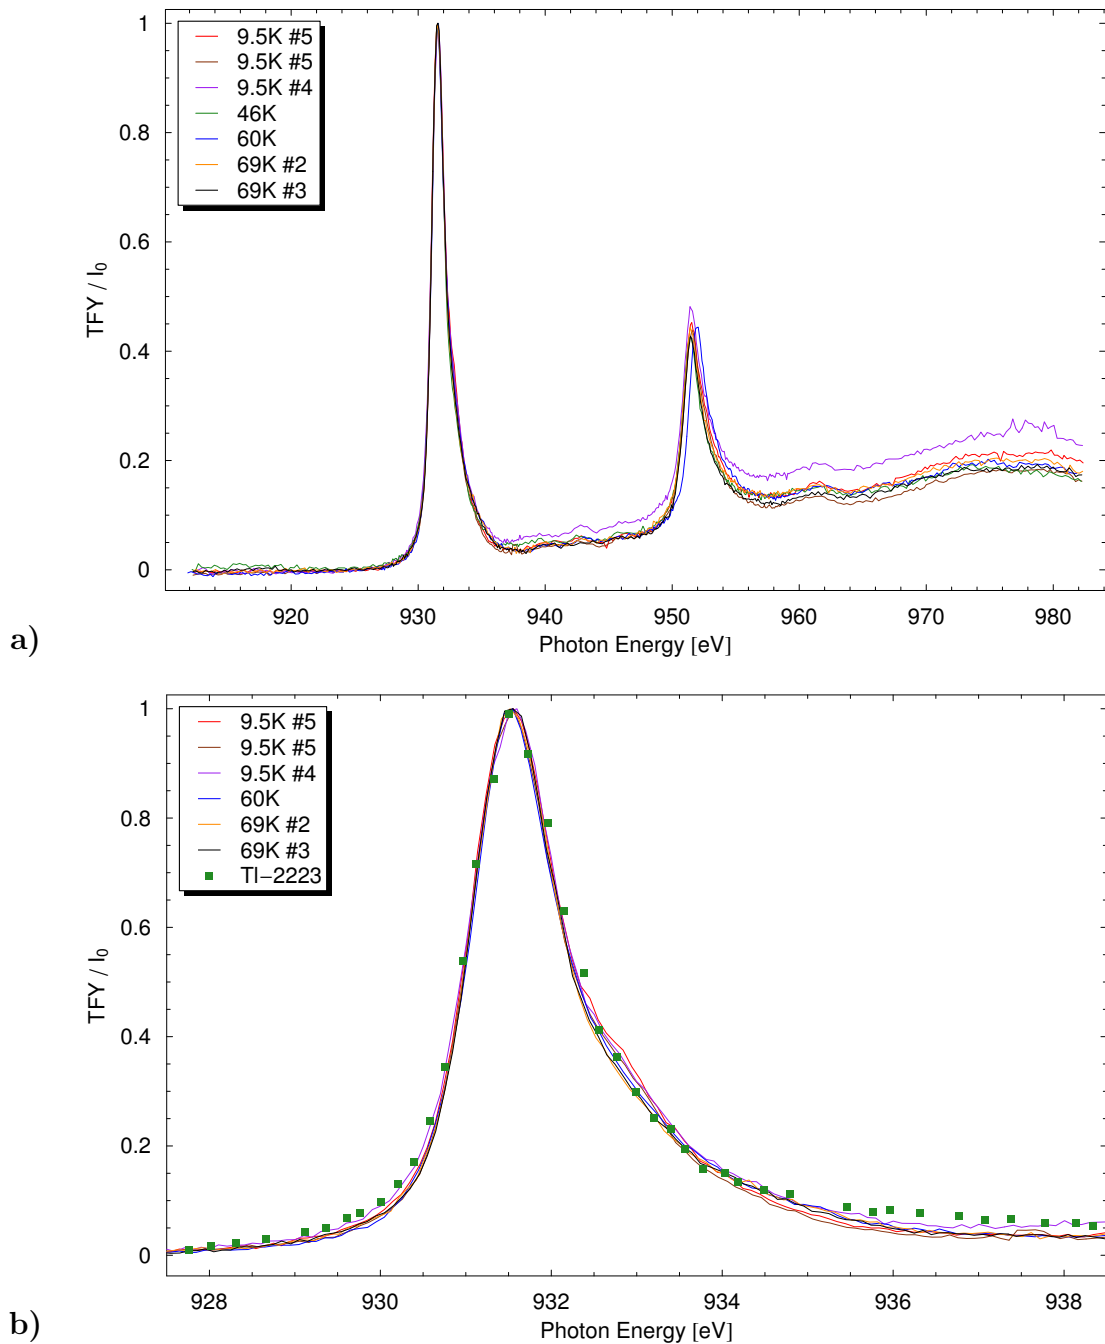 1
0.8
0.6
0.4
0.2
0
TFY / I0
9.5K #5
9.5K #5
9.5K #4
46K
60K
69K #2
69K #3
920 930 940 950 960 970 980
Photon Energy [eV]
a)
1
0.8
0.6
0.4
0.2
0
TFY / I0
9.5K #5
9.5K #5
9.5K #4
60K
69K #2
69K #3
Tl−2223
928 930 932 934 936 938
Photon Energy [eV]
b)